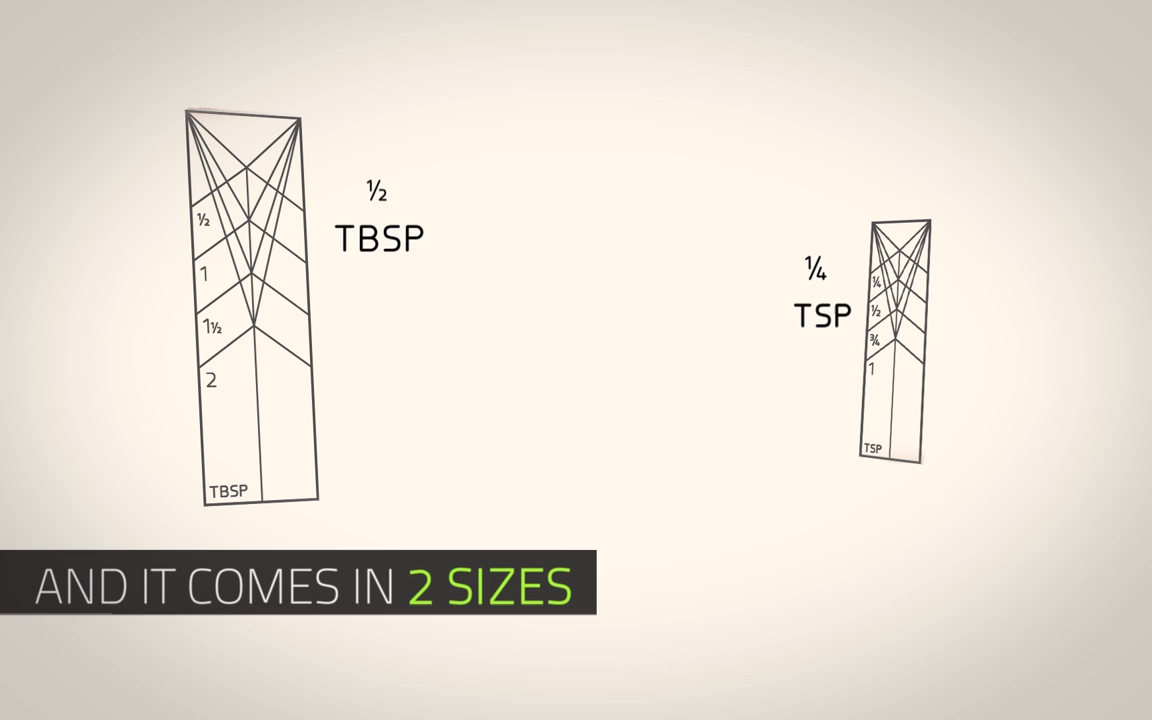 ½
TBSP
½
1
1½
2
TBSP
¼
TSP
¼
½
¾
1
TSP
AND IT COMES IN 2 SIZES